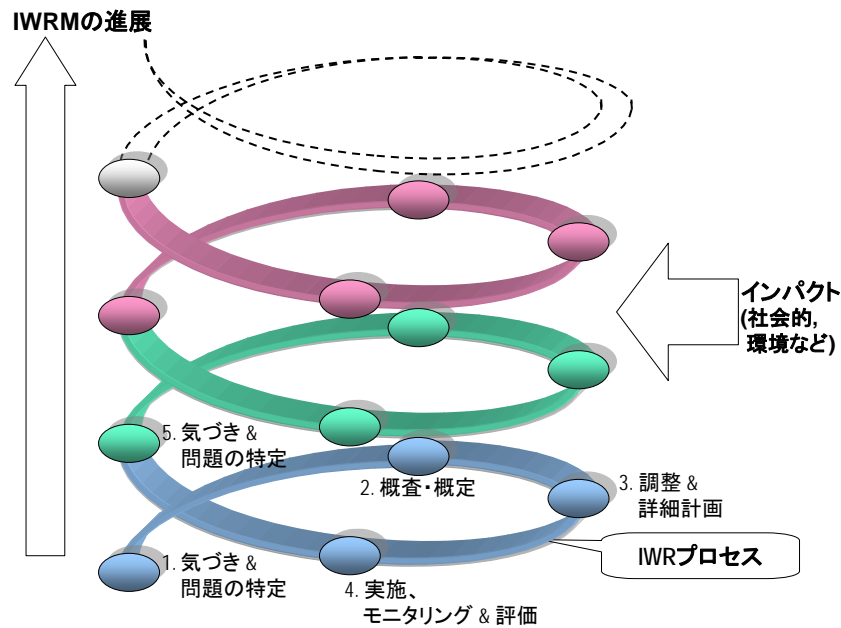 IWRMの進展
インパクト
(社会的,
環境など)
5. 気づき &
問題の特定
2. 概査・概定
3. 調整 &
詳細計画
IWRプロセス
1. 気づき &
問題の特定
4. 実施、
モニタリング & 評価